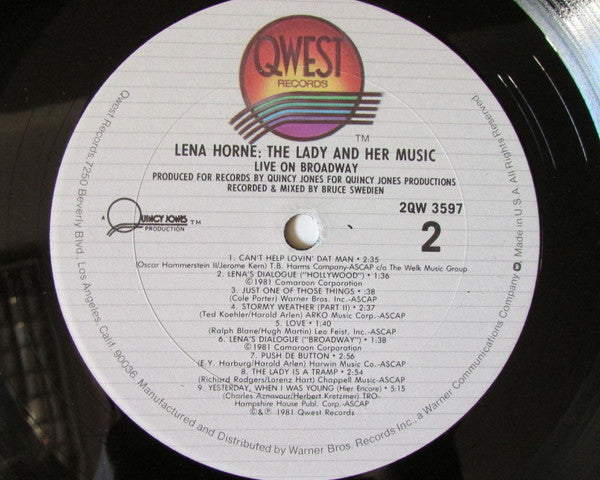 QWEST
RECORDS
TM
LENA HORNE: THE LADY AND HER MUSIC
LIVE ON BROADWAY
PRODUCED FOR RECORDS BY QUINCY JONES FOR QUINCY JONES PRODUCTIONS
RECORDED & MIXED BY BRUCE SWEDIEN
A QUINCY JONES TM
PRODUCTION
2QW 3597
2
1. CAN'T HELP LOVIN' DAT MAN • 2:35
(Oscar Hammerstein II/Jerome Kern) T.B. Harms Company-ASCAP c/o The Welk Music Group
2. LENA'S DIALOGUE ("HOLLYWOOD") • 1:36
©1981 Camaroon Corporation
3. JUST ONE OF THOSE THINGS • :38
(Cole Porter) Warner Bros. Inc.-ASCAP
4. STORMY WEATHER (PART II) • 2:37
(Ted Koehler/Harold Arlen) ARKO Music Corp.-ASCAP
5. LOVE • 1:40
(Ralph Blane/Hugh Martin) Leo Feist, Inc.-ASCAP
6. LENA'S DIALOGUE ("BROADWAY") • 1:38
©1981 Camaroon Corporation
7. PUSH DE BUTTON • 2:56
(E.Y. Harburg/Harold Arlen) Harwin Music Co.-ASCAP
8. THE LADY IS A TRAMP • 2:54
(Richard Rodgers/Lorenz Hart) Chappell Music-ASCAP
9. YESTERDAY, WHEN I WAS YOUNG (Hier Encore) • 5:15
(Charles Aznavour/Herbert Kretzmer) TRO-
Hampshire House Publ. Corp.-ASCAP
©&℗ 1981 Qwest Records
Qwest Records, 7250 Beverly Blvd. Los Angeles, Calif. 90036 Manufactured and Distributed by Warner Bros. Records Inc., a Warner Communications Company Made in U.S.A. All Rights Reserved.